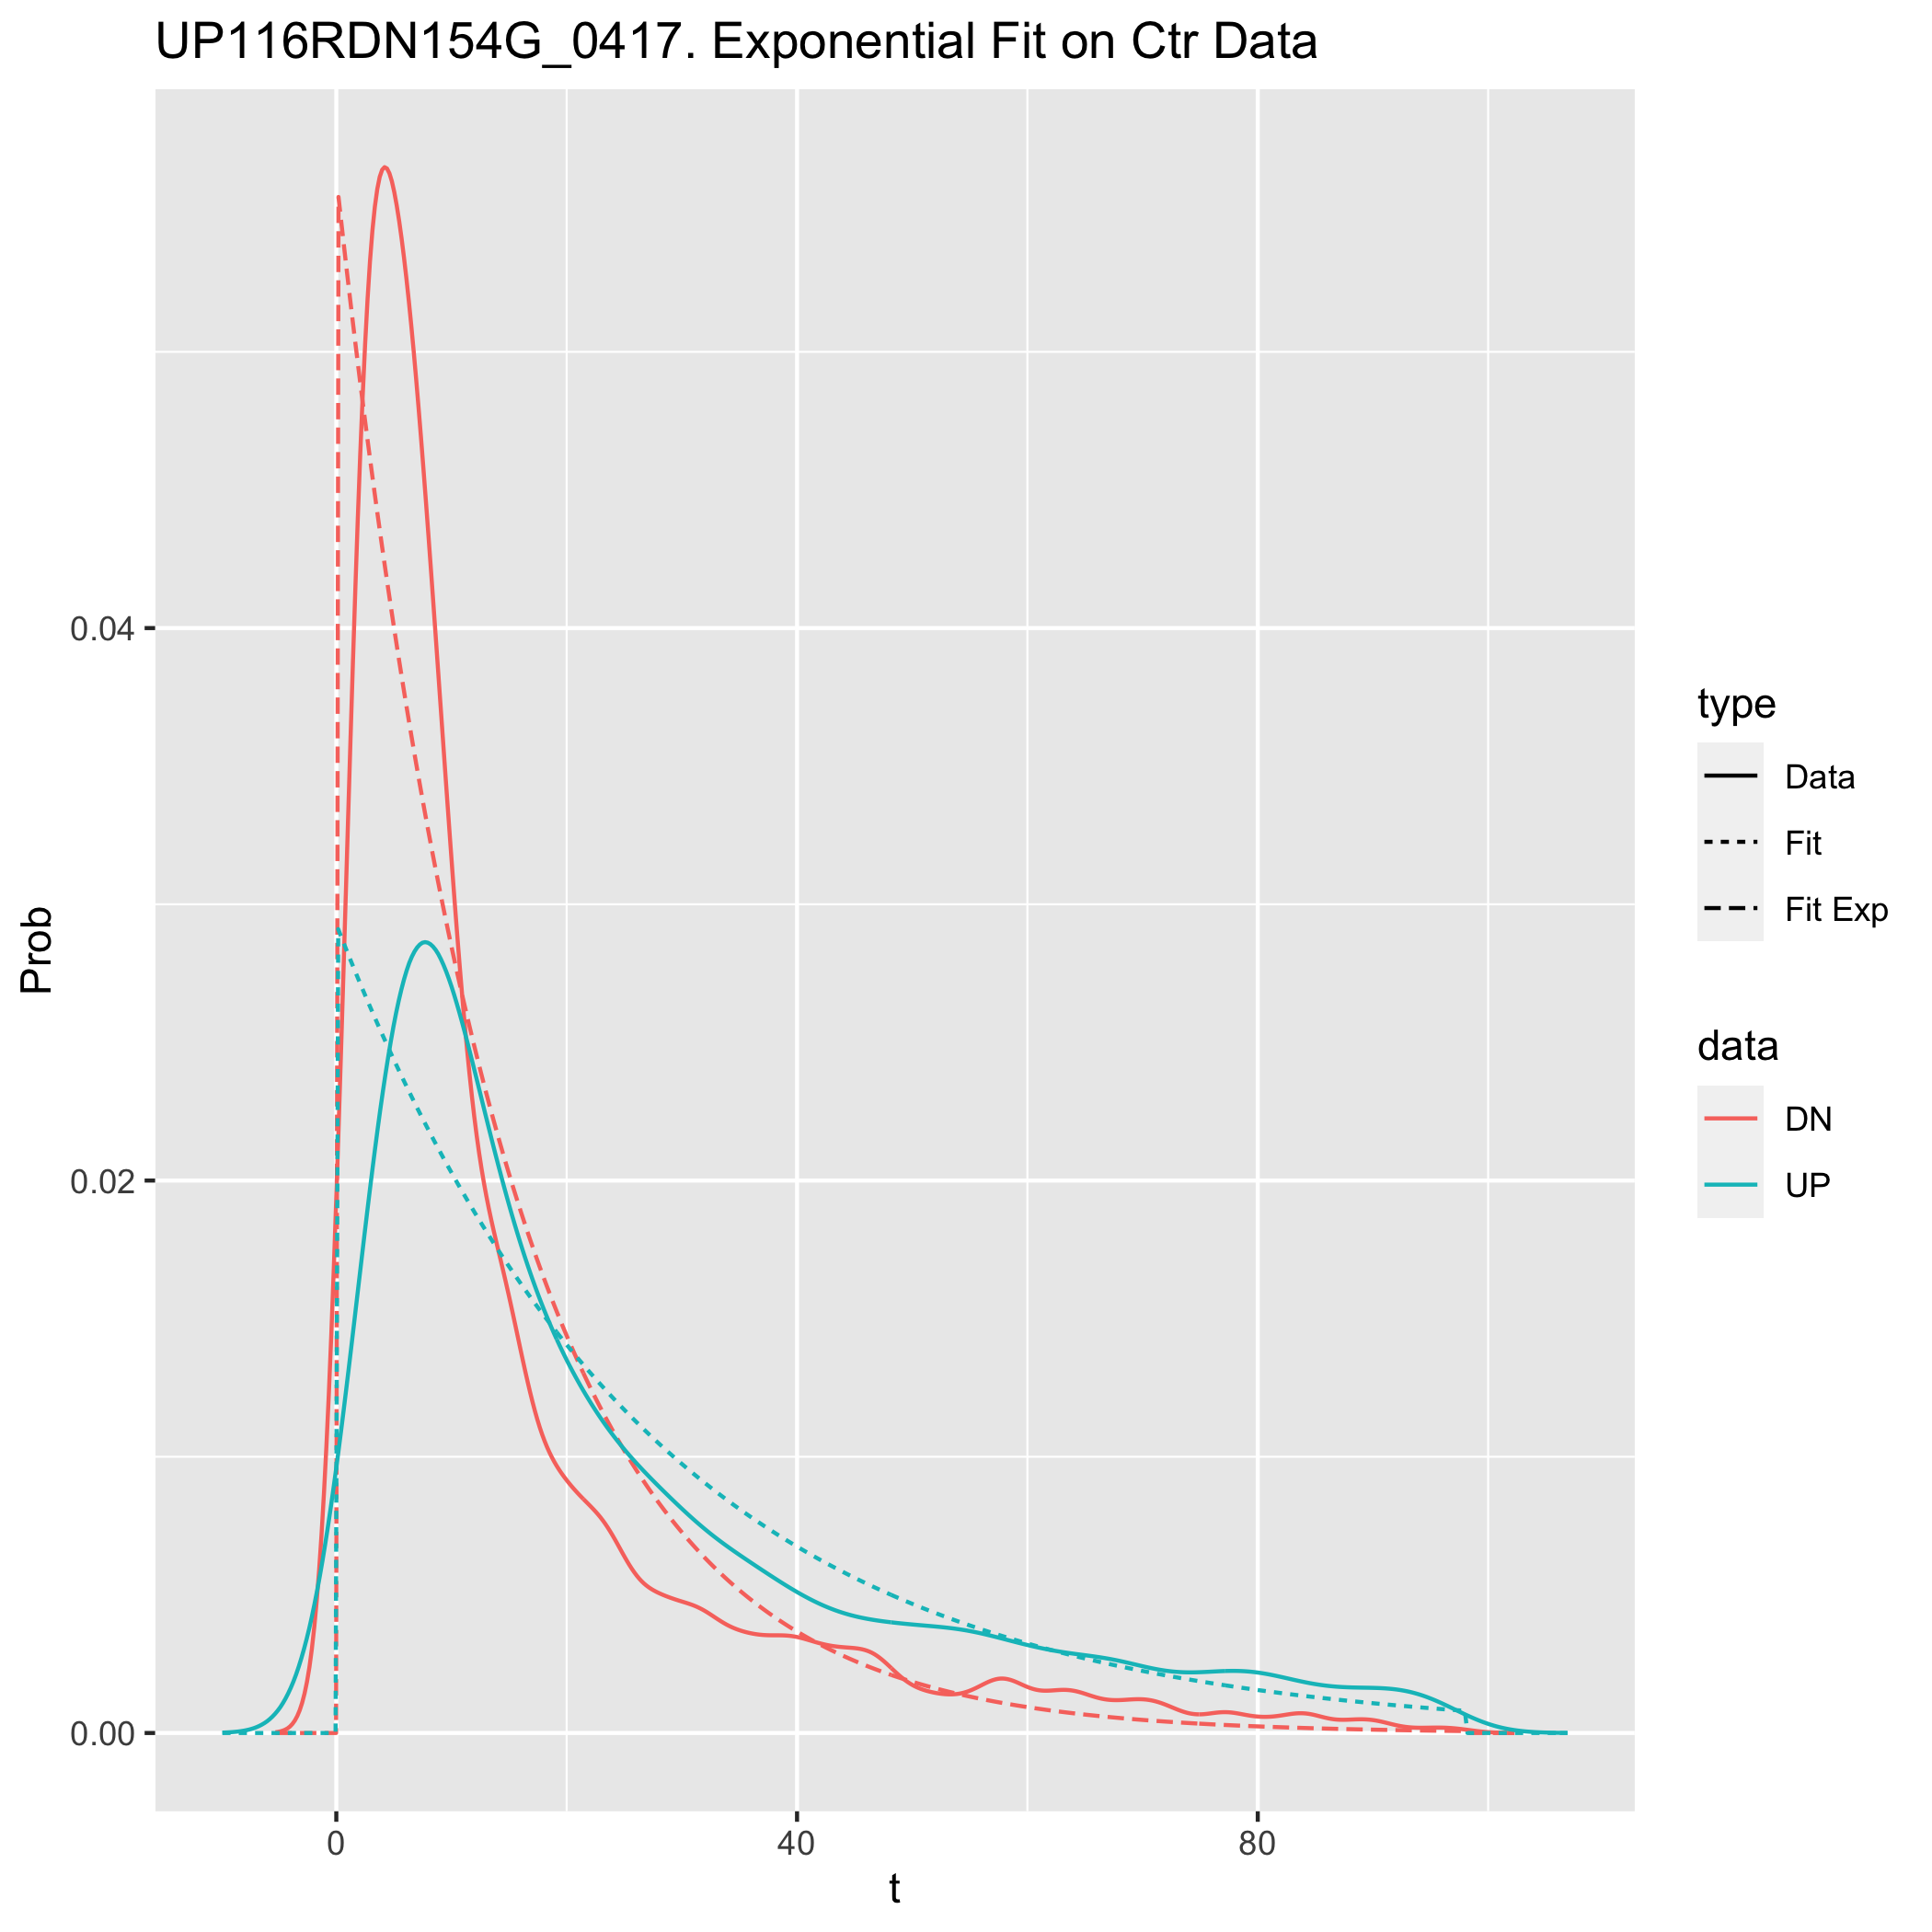 UP116RDN154G_0417. Exponential Fit on Ctr Data
Prob
0.04
0.02
0.00
0
40
80
t
type
Data
Fit
Fit Exp
data
DN
UP